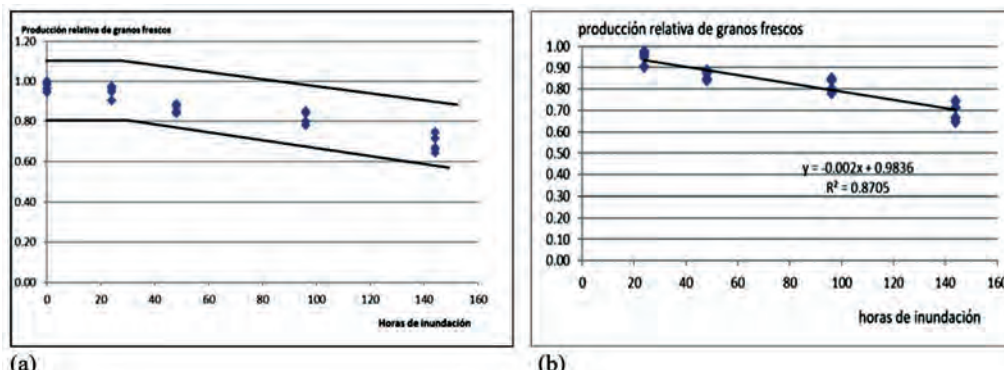 Producción relativa de granos frescos
1.20
1.00
0.80
0.60
0.40
0.20
0.00
0 20 40 60 80 100 120 140 160
Horas de inundación
(a)
producción relativa de granos frescos
1.00
0.90
0.80
0.70
0.60
0.50
0.40
0.30
0.90
0.80
0.00
y = -0.002x + 0.9836
R² = 0.8705
0 20 40 60 80 100 120 140 160
horas de inundación
(b)